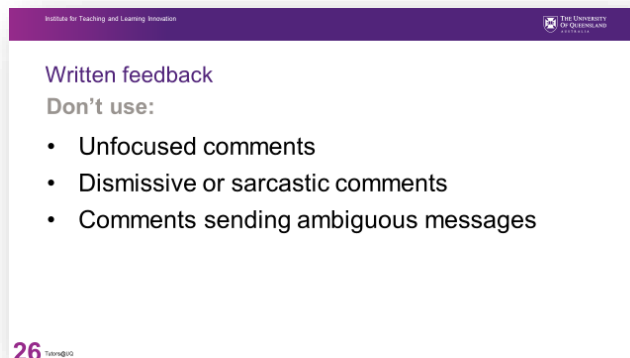 Institute for Teaching and Learning Innovation
THE UNIVERSITY
OF QUEENSLAND
AUSTRALIA
Written feedback
Don't use:
• Unfocused comments
• Dismissive or sarcastic comments
• Comments sending ambiguous messages
26 Tutors@UQ